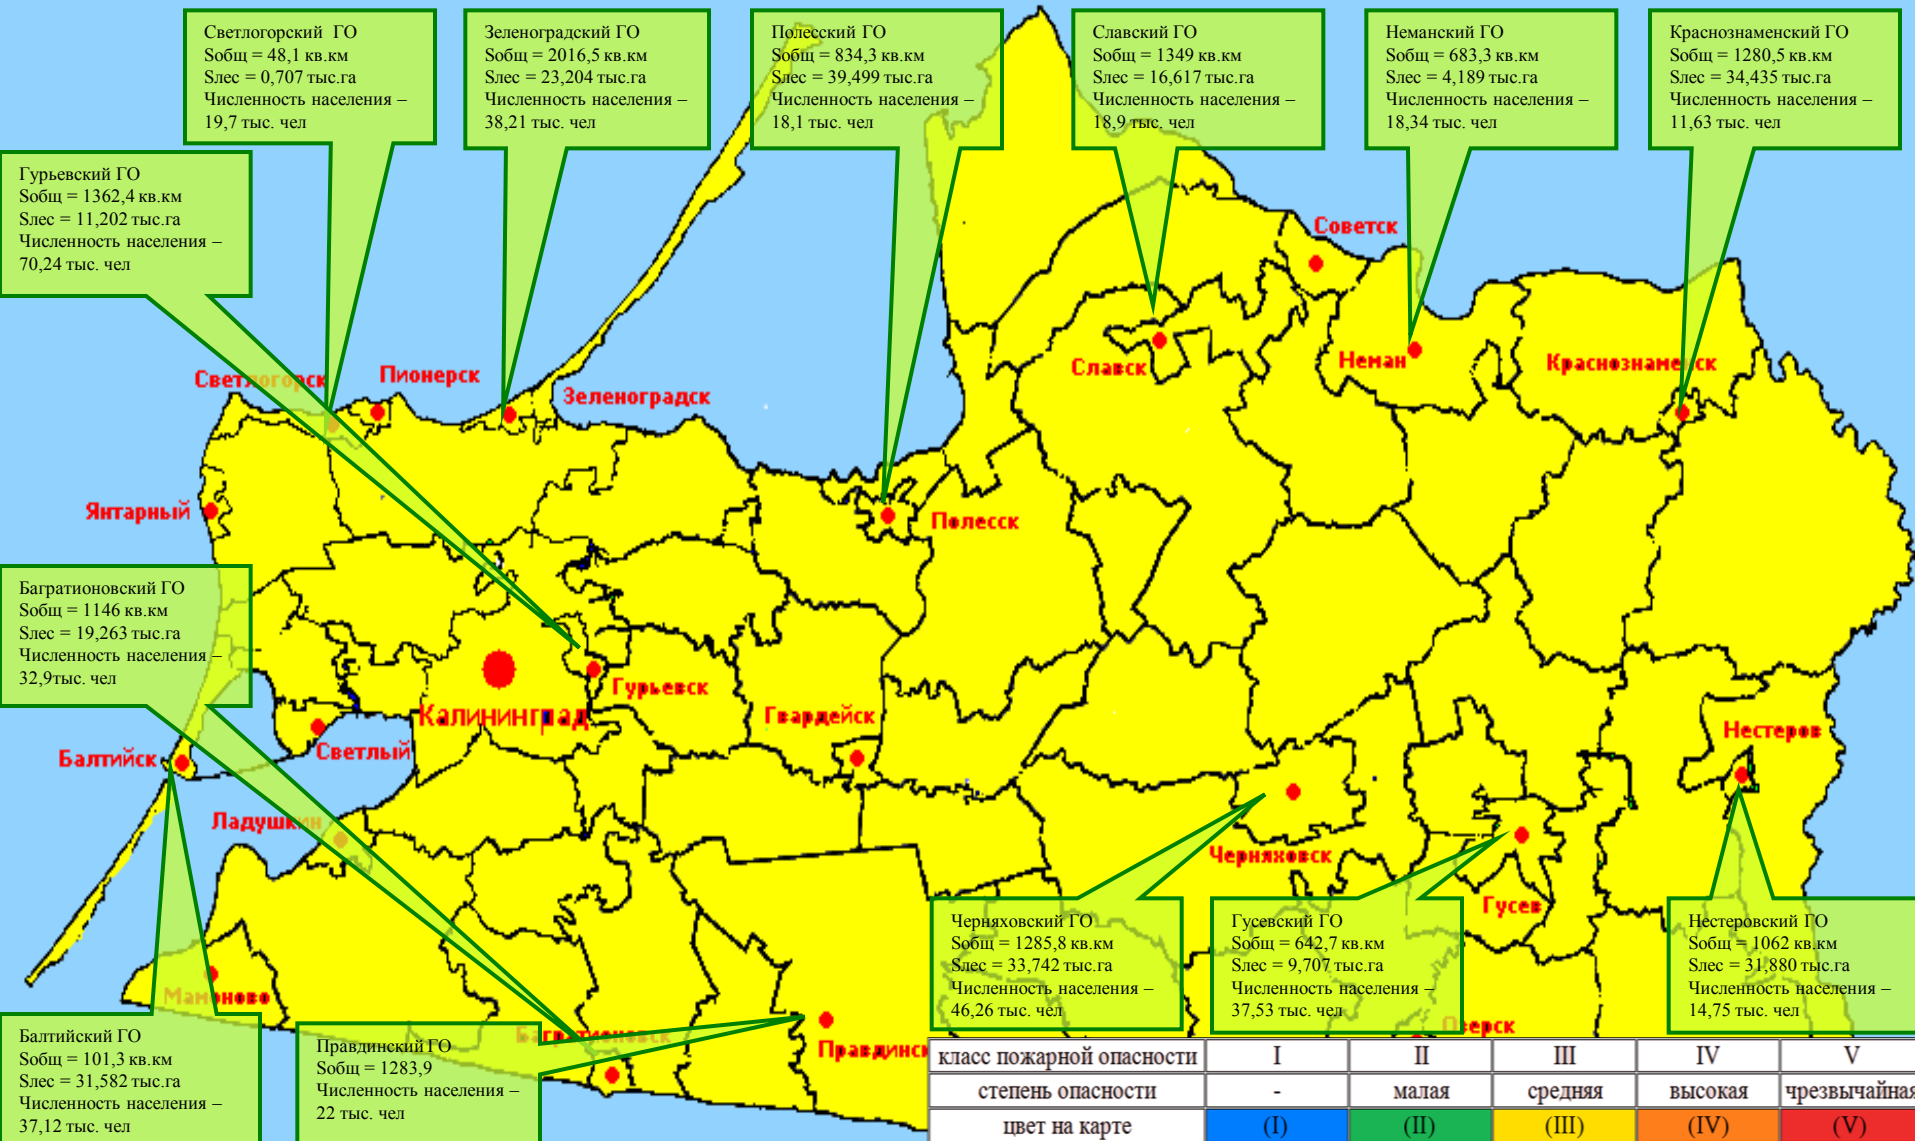 Светлогорский ГО
Sобщ = 48,1 кв.км
Sлес = 0,707 тыс.га
Численность населения –
19,7 тыс. чел
Зеленоградский ГО
Sобщ = 2016,5 кв.км
Sлес = 23,204 тыс.га
Численность населения –
38,21 тыс. чел
Полесский ГО
Sобщ = 834,3 кв.км
Sлес = 39,499 тыс.га
Численность населения –
18,1 тыс. чел
Славский ГО
Sобщ = 1349 кв.км
Sлес = 16,617 тыс.га
Численность населения –
18,9 тыс. чел
Неманский ГО
Sобщ = 683,3 кв.км
Sлес = 4,189 тыс.га
Численность населения –
18,34 тыс. чел
Краснознаменский ГО
Sобщ = 1280,5 кв.км
Sлес = 34,435 тыс.га
Численность населения –
11,63 тыс. чел
Гурьевский ГО
Sобщ = 1362,4 кв.км
Sлес = 11,202 тыс.га
Численность населения –
70,24 тыс. чел
Советск
Славск
Неман
Краснознаменск
Светлогорск
Пионерск
Зеленоградск
Янтарный
Полесск
Багратионовский ГО
Sобщ = 1146 кв.км
Sлес = 19,263 тыс.га
Численность населения –
32,9тыс. чел
Гурьевск
Калининград
Гвардейск
Нестеров
Светлый
Балтийск
Ладушкин
Черняховск
Гусев
Мамоново
Багратионовск
Правдинск
Озерск
Черняховский ГО
Sобщ = 1285,8 кв.км
Sлес = 33,742 тыс.га
Численность населения –
46,26 тыс. чел
Гусевский ГО
Sобщ = 642,7 кв.км
Sлес = 9,707 тыс.га
Численность населения –
37,53 тыс. чел
Нестеровский ГО
Sобщ = 1062 кв.км
Sлес = 31,880 тыс.га
Численность населения –
14,75 тыс. чел
Балтийский ГО
Sобщ = 101,3 кв.км
Sлес = 31,582 тыс.га
Численность населения –
37,12 тыс. чел
Правдинский ГО
Sобщ = 1283,9
Численность населения –
22 тыс. чел
класс пожарной опасности I II III IV V
степень опасности - малая средняя высокая чрезвычайная
цвет на карте (I) (II) (III) (IV) (V)